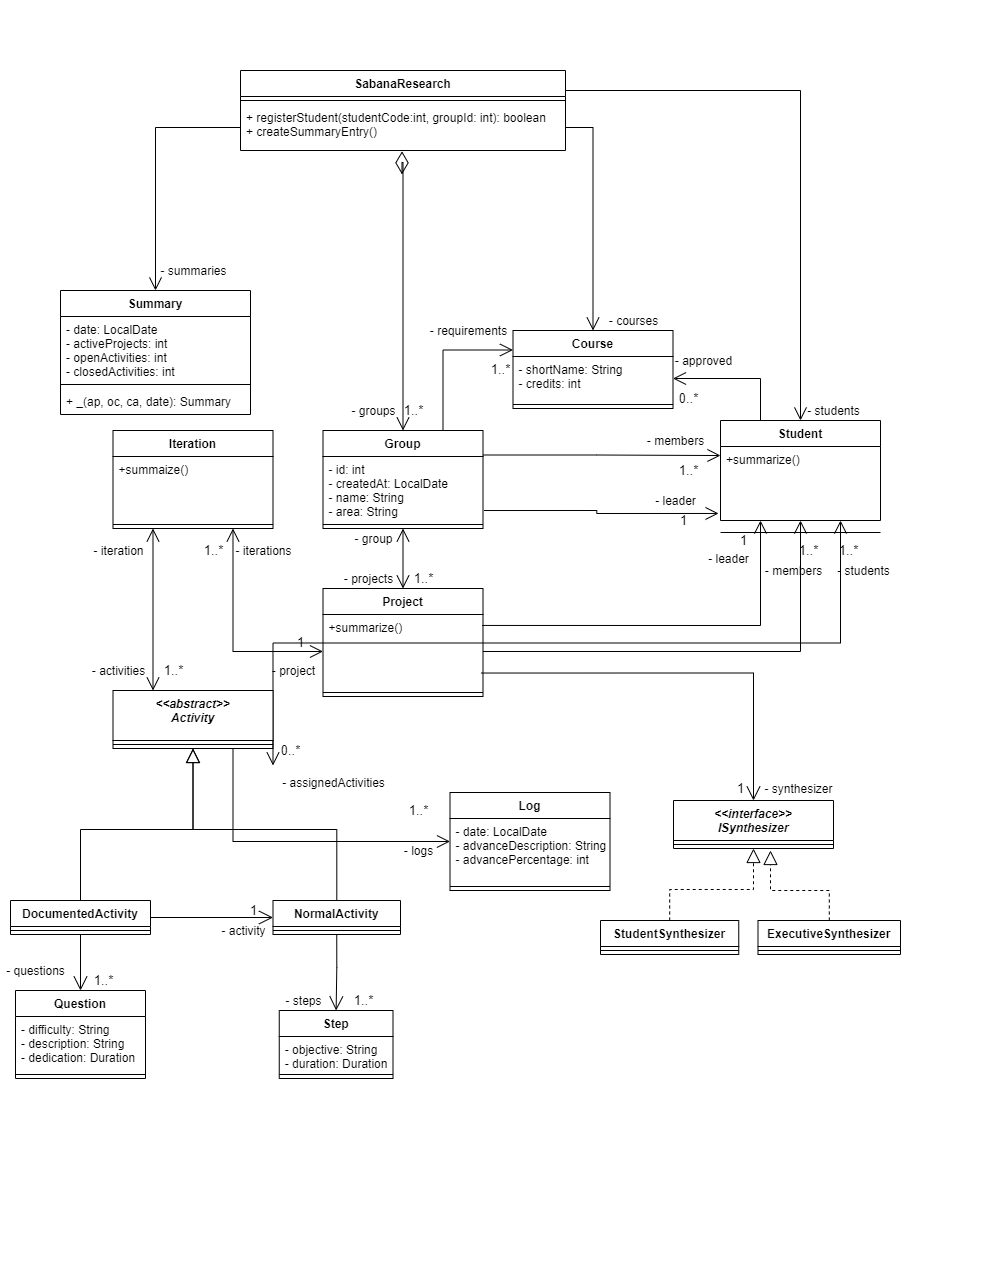 SabanaResearch
+ registerStudent(studentCode:int, groupId: int): boolean
+ createSummaryEntry()
- summaries
Summary
- date: LocalDate
- activeProjects: int
- openActivities: int
- closedActivities: int
+ _(ap, oc, ca, date): Summary
- courses
- requirements
1..*
Course
- shortName: String
- credits: int
- approved
0..*
- students
- groups
1..*
Iteration
+summaize()
Group
- id: int
- createdAt: LocalDate
- name: String
- area: String
- members
1..*
- leader
1
Student
+summarize()
- iteration
1..*
- iterations
- group
- projects
1..*
1
- leader
1..*
- members
1..*
- students
Project
+summarize()
1
- project
- activities
1..*
<<abstract>>
Activity
0..*
- assignedActivities
1
- synthesizer
<<interface>>
ISynthesizer
1..*
- logs
Log
- date: LocalDate
- advanceDescription: String
- advancePercentage: int
DocumentedActivity
1
- activity
NormalActivity
StudentSynthesizer
ExecutiveSynthesizer
- questions
1..*
- steps
1..*
Question
- difficulty: String
- description: String
- dedication: Duration
Step
- objective: String
- duration: Duration